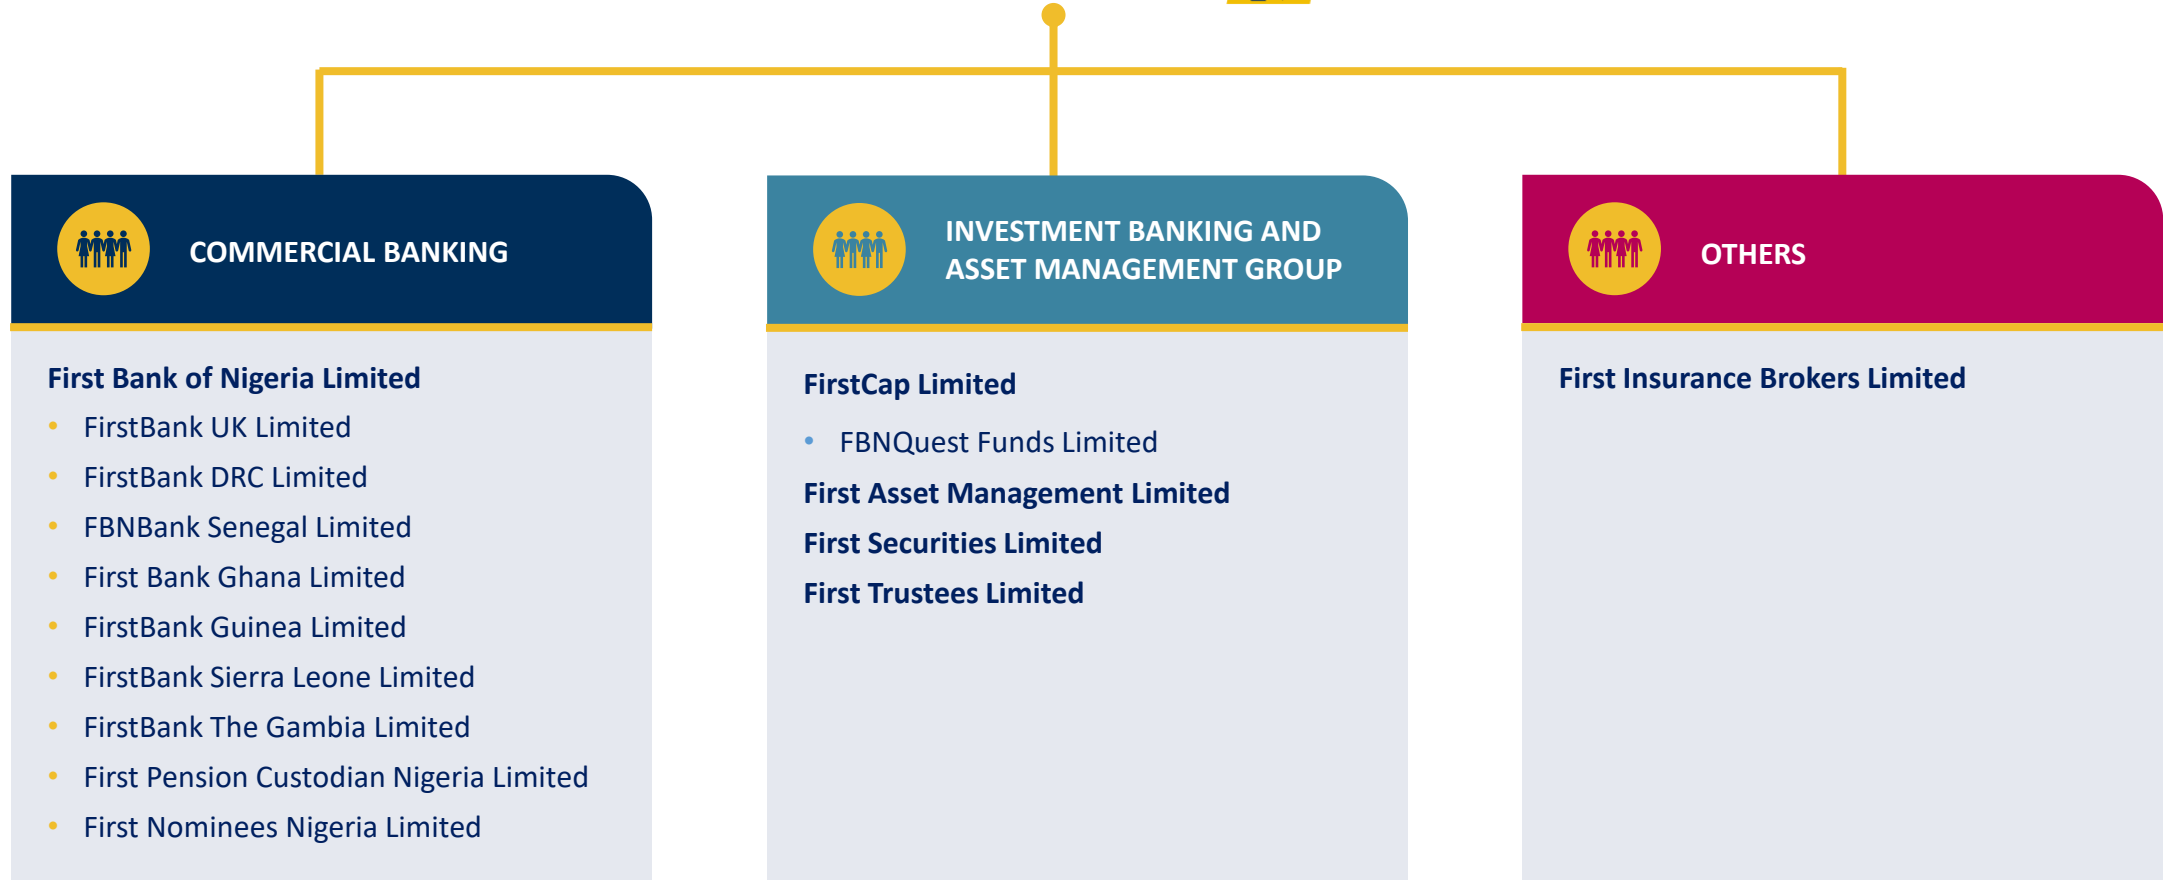 COMMERCIAL BANKING
First Bank of Nigeria Limited
• FirstBank UK Limited
• FirstBank DRC Limited
• FBNBank Senegal Limited
• First Bank Ghana Limited
• FirstBank Guinea Limited
• FirstBank Sierra Leone Limited
• FirstBank The Gambia Limited
• First Pension Custodian Nigeria Limited
• First Nominees Nigeria Limited
INVESTMENT BANKING AND
ASSET MANAGEMENT GROUP
FirstCap Limited
• FBNQuest Funds Limited
First Asset Management Limited
First Securities Limited
First Trustees Limited
OTHERS
First Insurance Brokers Limited